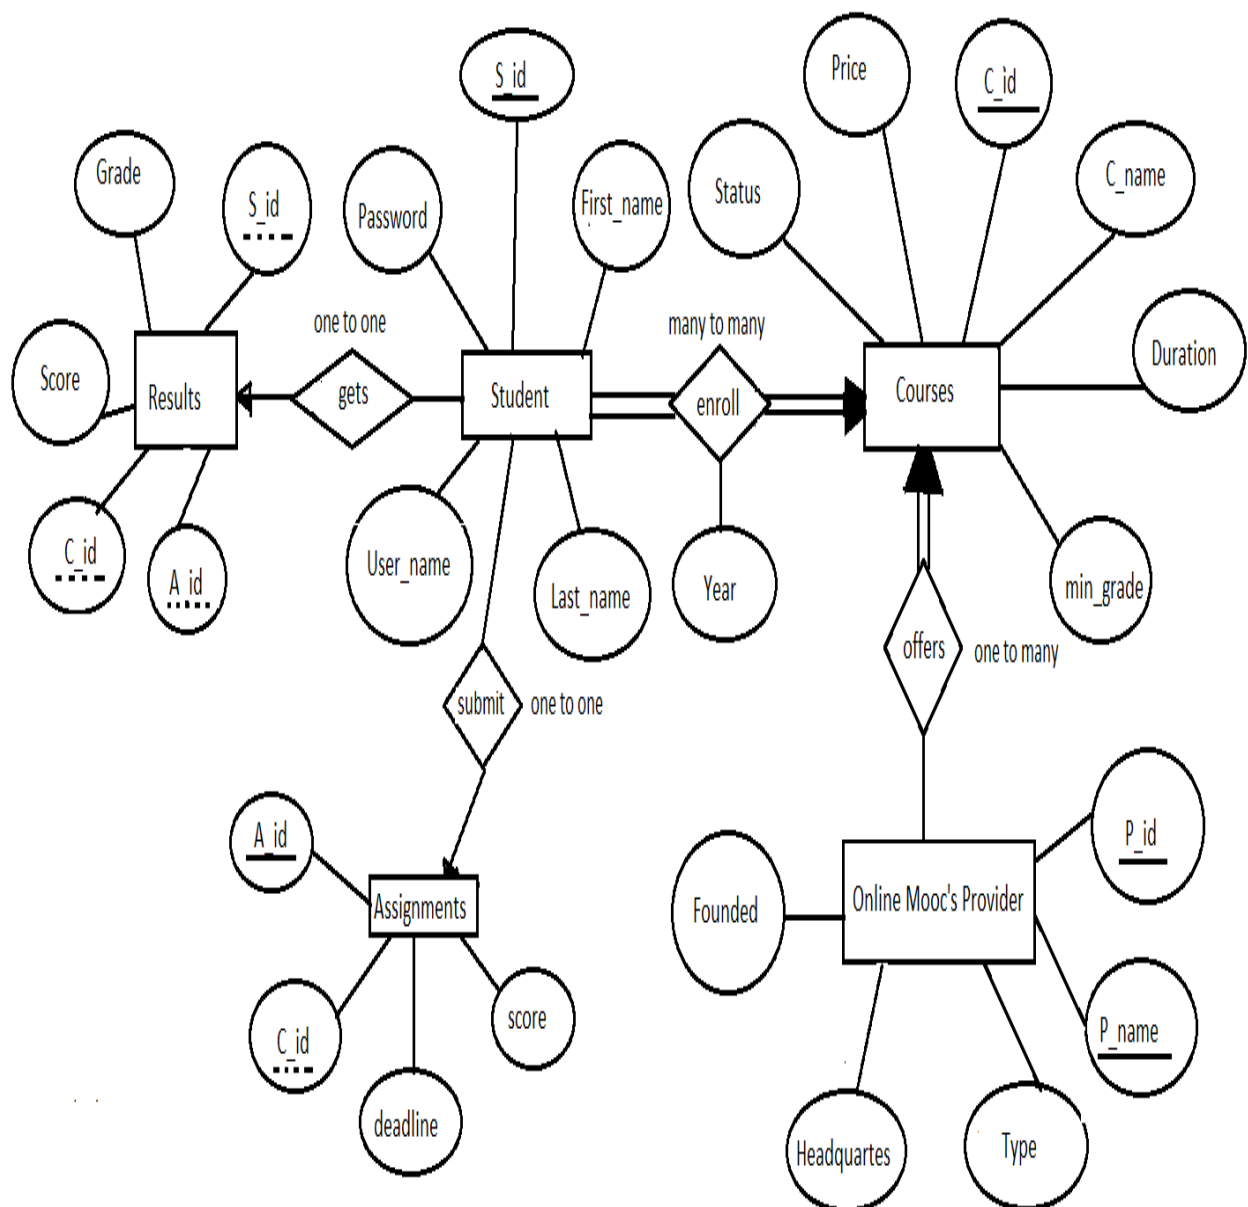 S_id
Price
C_id
Grade
S_id
Password
First_name
Status
C_name
one to one
many to many
Score
Results
gets
Student
enroll
Courses
Duration
C_id
A_id
User_name
Last_name
Year
min_grade
offers
one to many
submit
one to one
A_id
P_id
Assignments
Founded
Online Mooc's Provider
score
C_id
P_name
deadline
Headquartes
Type